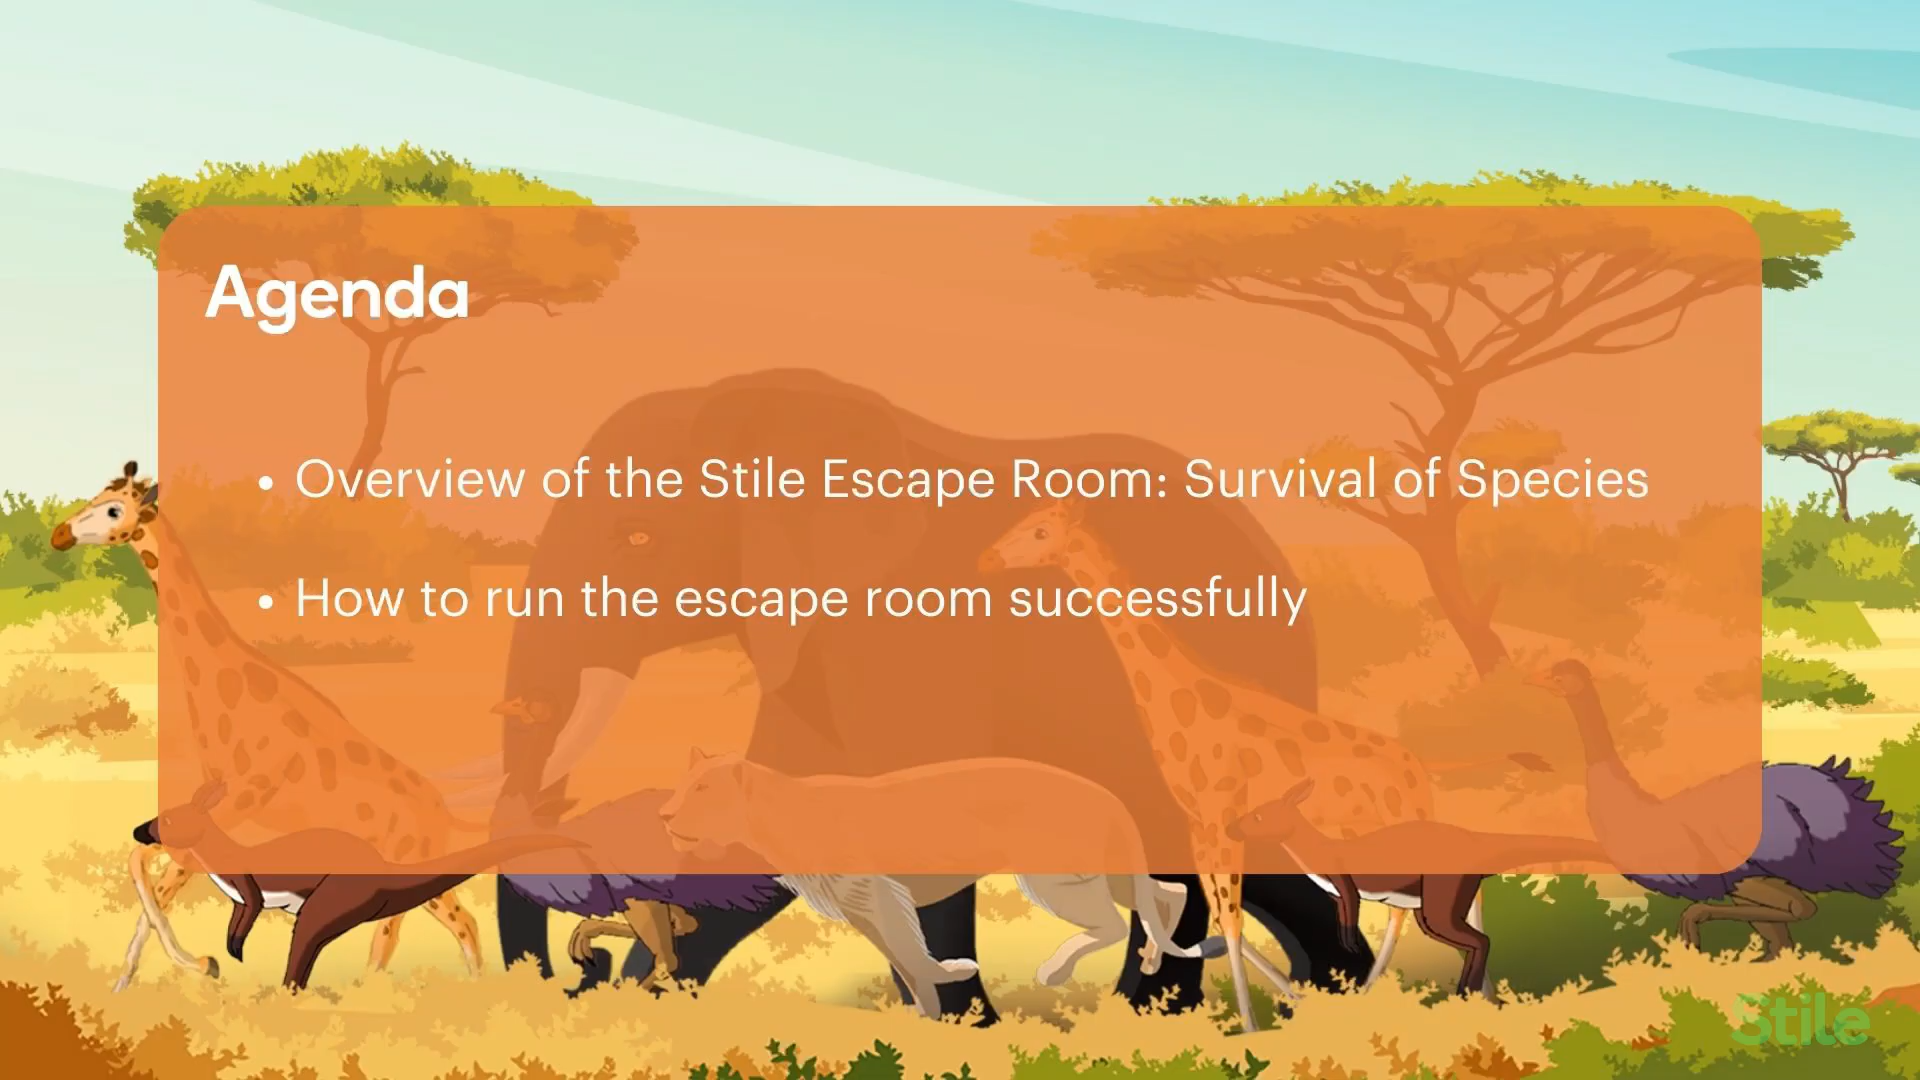 Agenda
• Overview of the Stile Escape Room: Survival of Species
• How to run the escape room successfully
Stile